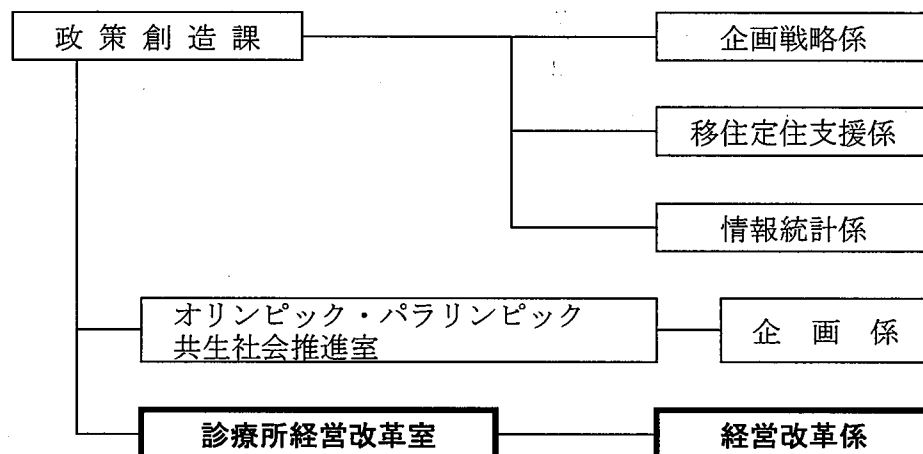 政策創造課
企画戦略係
移住定住支援係
情報統計係
オリンピック・パラリンピック
共生社会推進室
企画係
診療所経営改革室
経営改革係